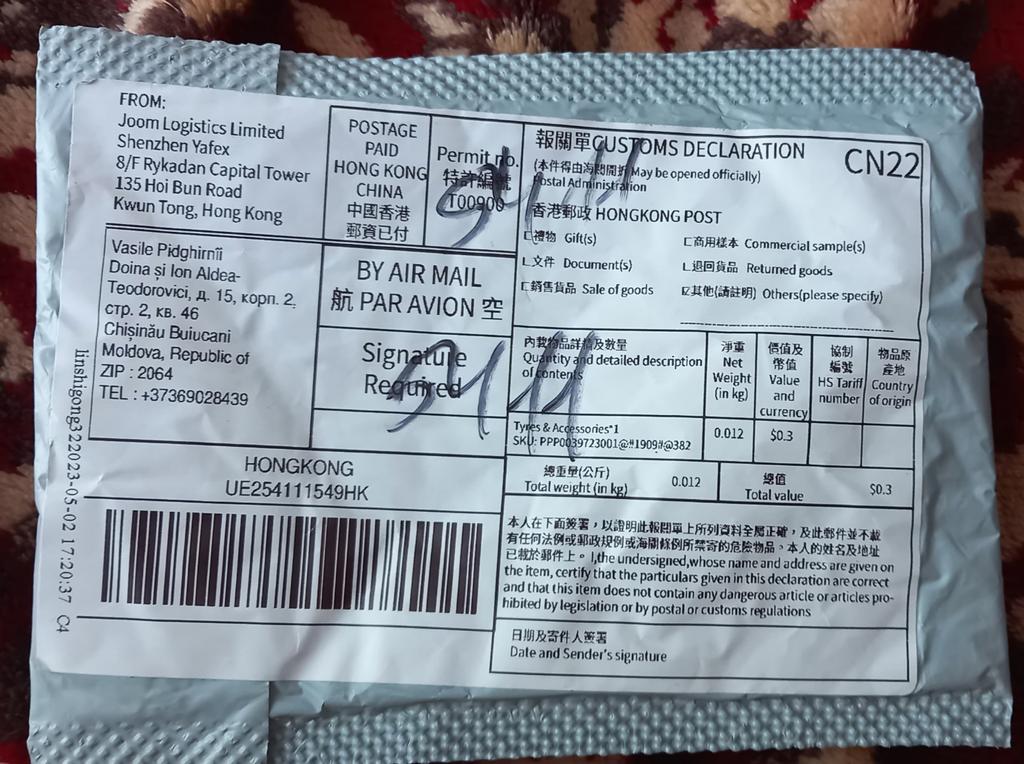 FROM:
Joom Logistics Limited
Shenzhen Yafex
8/F Rykadan Capital Tower
135 Hoi Bun Road
Kwun Tong, Hong Kong
POSTAGE
PAID
HONG KONG
CHINA
中國香港
郵資已付
Permit no.
特許編號
T00900
Vasile Pidghirnîi
Doina și Ion Aldea-
Teodorovici, д. 15, корп. 2,
стр. 2, кв. 46
Chișinău Buiucani
Moldova, Republic of
ZIP : 2064
TEL : +37369028439
BY AIR MAIL
航 PAR AVION 空
Signature
Required
HONGKONG
UE254111549HK
linshigong322023-05-02 17:20:37 C4
報關單CUSTOMS DECLARATION
CN22
(本件得由海關開拆 May be opened officially)
Postal Administration
香港郵政 HONGKONG POST
禮物 Gift(s)
商用樣本 Commercial sample(s)
文件 Document(s)
退回貨品 Returned goods
銷售貨品 Sale of goods
其他(請註明) Others(please specify)
內載物品詳情及數量
Quantity and detailed description
of contents
淨重
Net
Weight
(in kg)
價值及
幣值
Value
and
currency
協制
編號
HS Tariff
number
物品原
產地
Country
of origin
Tyres & Accessories*1
SKU: PPP0039723001@#1909#@382
0.012
$0.3
總重量(公斤)
Total weight (in kg)
0.012
總值
Total value
$0.3
本人在下面簽署，以證明此報關單上所列資料全屬正確，及此郵件並不載
有任何法例或郵政規例或海關條例所禁寄的危險物品。本人的姓名及地址
已載於郵件上。 I,the undersigned,whose name and address are given on
the item, certify that the particulars given in this declaration are correct
and that this item does not contain any dangerous article or articles pro-
hibited by legislation or by postal or customs regulations
日期及寄件人簽署
Date and Sender's signature